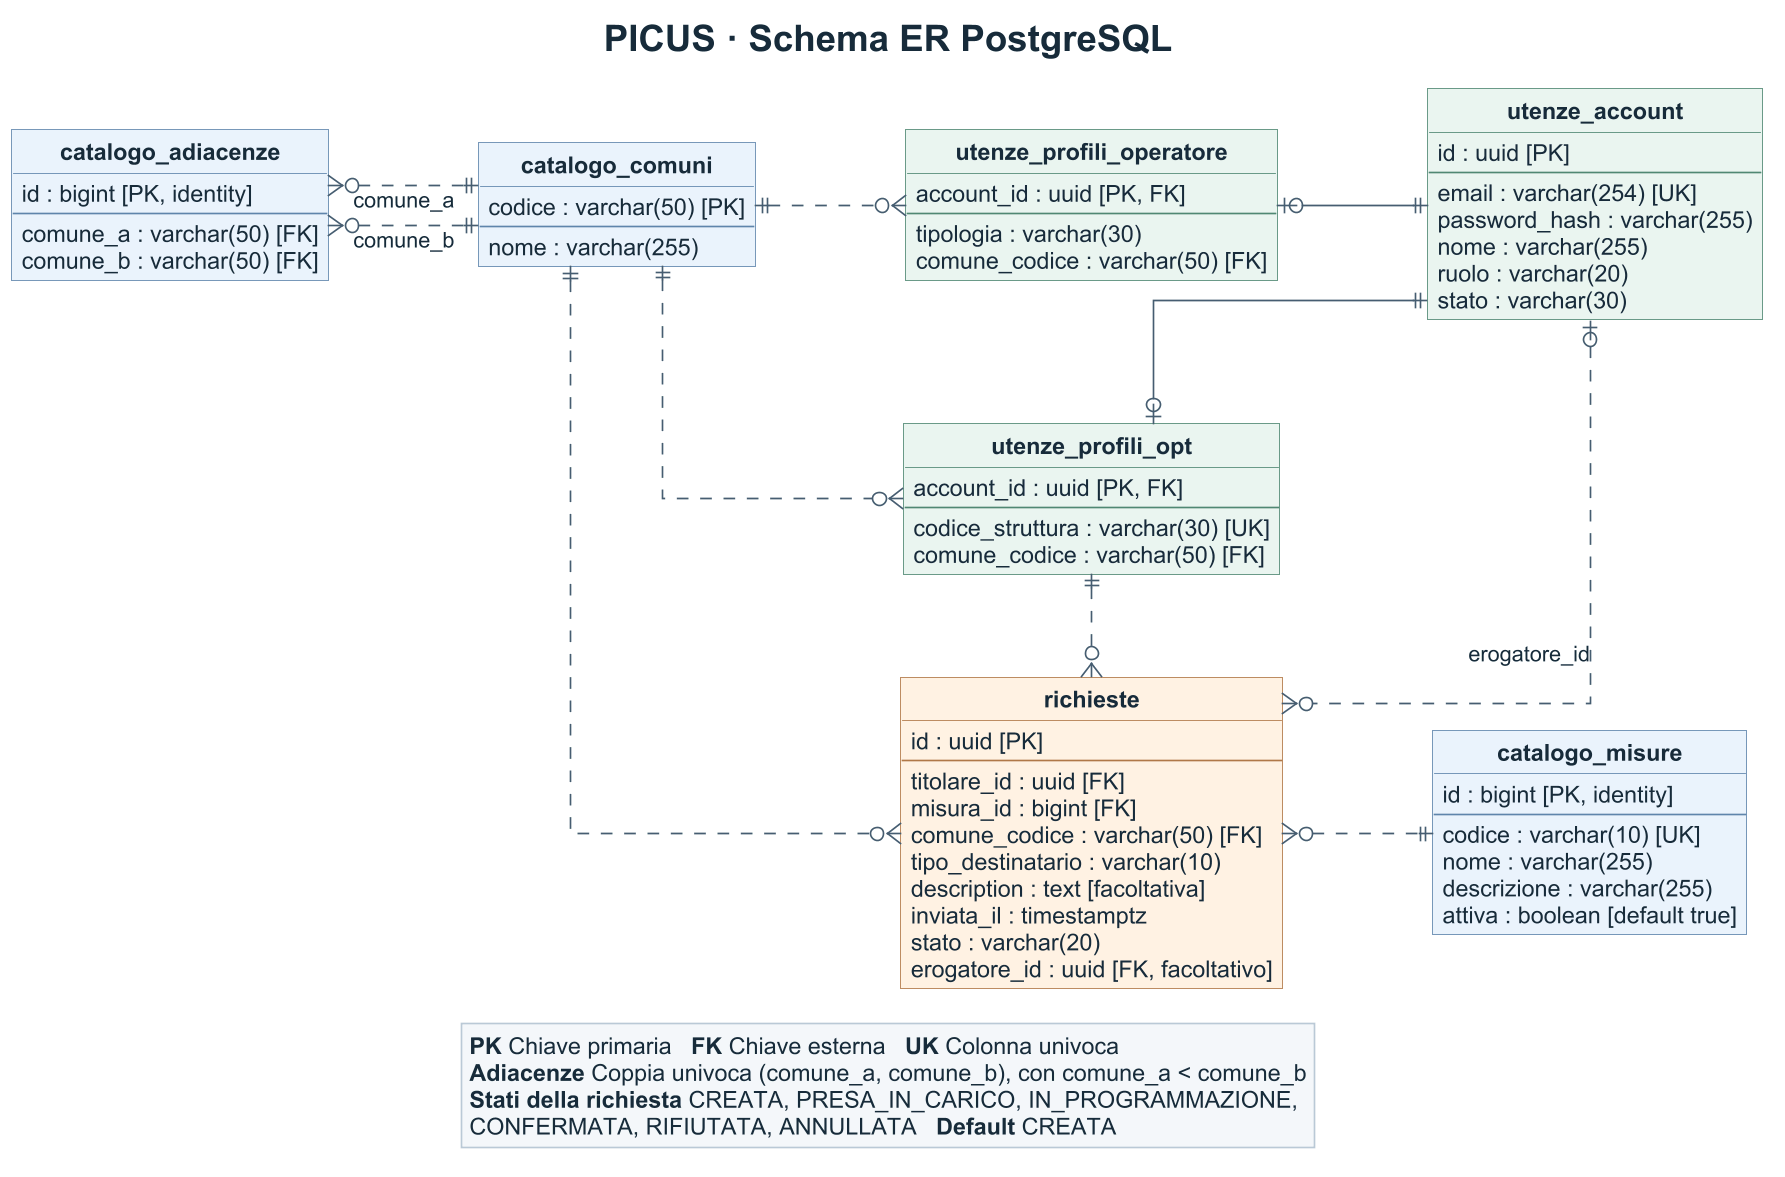 PICUS · Schema ER PostgreSQL
catalogo_adiacenze
id : bigint [PK, identity]
comune_a : varchar(50) [FK]
comune_b : varchar(50) [FK]
comune_a
comune_b
catalogo_comuni
codice : varchar(50) [PK]
nome : varchar(255)
utenze_profili_operatore
account_id : uuid [PK, FK]
tipologia : varchar(30)
comune_codice : varchar(50) [FK]
utenze_account
id : uuid [PK]
email : varchar(254) [UK]
password_hash : varchar(255)
nome : varchar(255)
ruolo : varchar(20)
stato : varchar(30)
utenze_profili_opt
account_id : uuid [PK, FK]
codice_struttura : varchar(30) [UK]
comune_codice : varchar(50) [FK]
erogatore_id
richieste
id : uuid [PK]
titolare_id : uuid [FK]
misura_id : bigint [FK]
comune_codice : varchar(50) [FK]
tipo_destinatario : varchar(10)
description : text [facoltativa]
inviata_il : timestamptz
stato : varchar(20)
erogatore_id : uuid [FK, facoltativo]
catalogo_misure
id : bigint [PK, identity]
codice : varchar(10) [UK]
nome : varchar(255)
descrizione : varchar(255)
attiva : boolean [default true]
PK Chiave primaria FK Chiave esterna UK Colonna univoca
Adiacenze Coppia univoca (comune_a, comune_b), con comune_a < comune_b
Stati della richiesta CREATA, PRESA_IN_CARICO, IN_PROGRAMMAZIONE,
CONFERMATA, RIFIUTATA, ANNULLATA Default CREATA